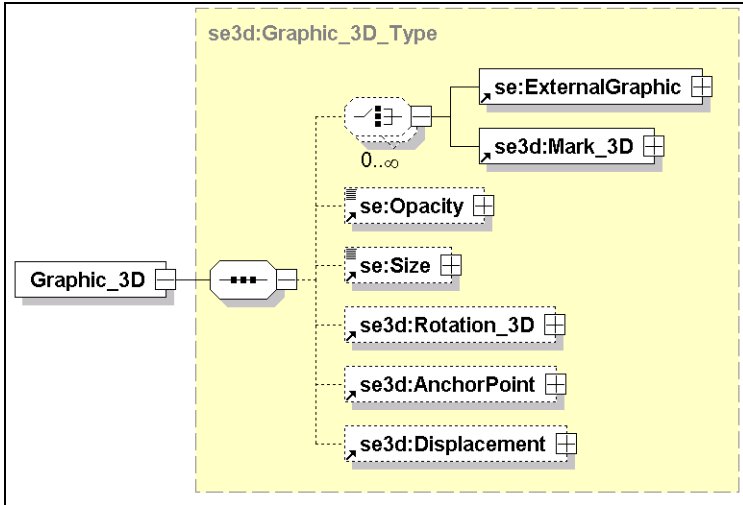 se3d:Graphic_3D_Type
se:ExternalGraphic
se3d:Mark_3D
0..∞
se:Opacity
se:Size
Graphic_3D
se3d:Rotation_3D
se3d:AnchorPoint
se3d:Displacement